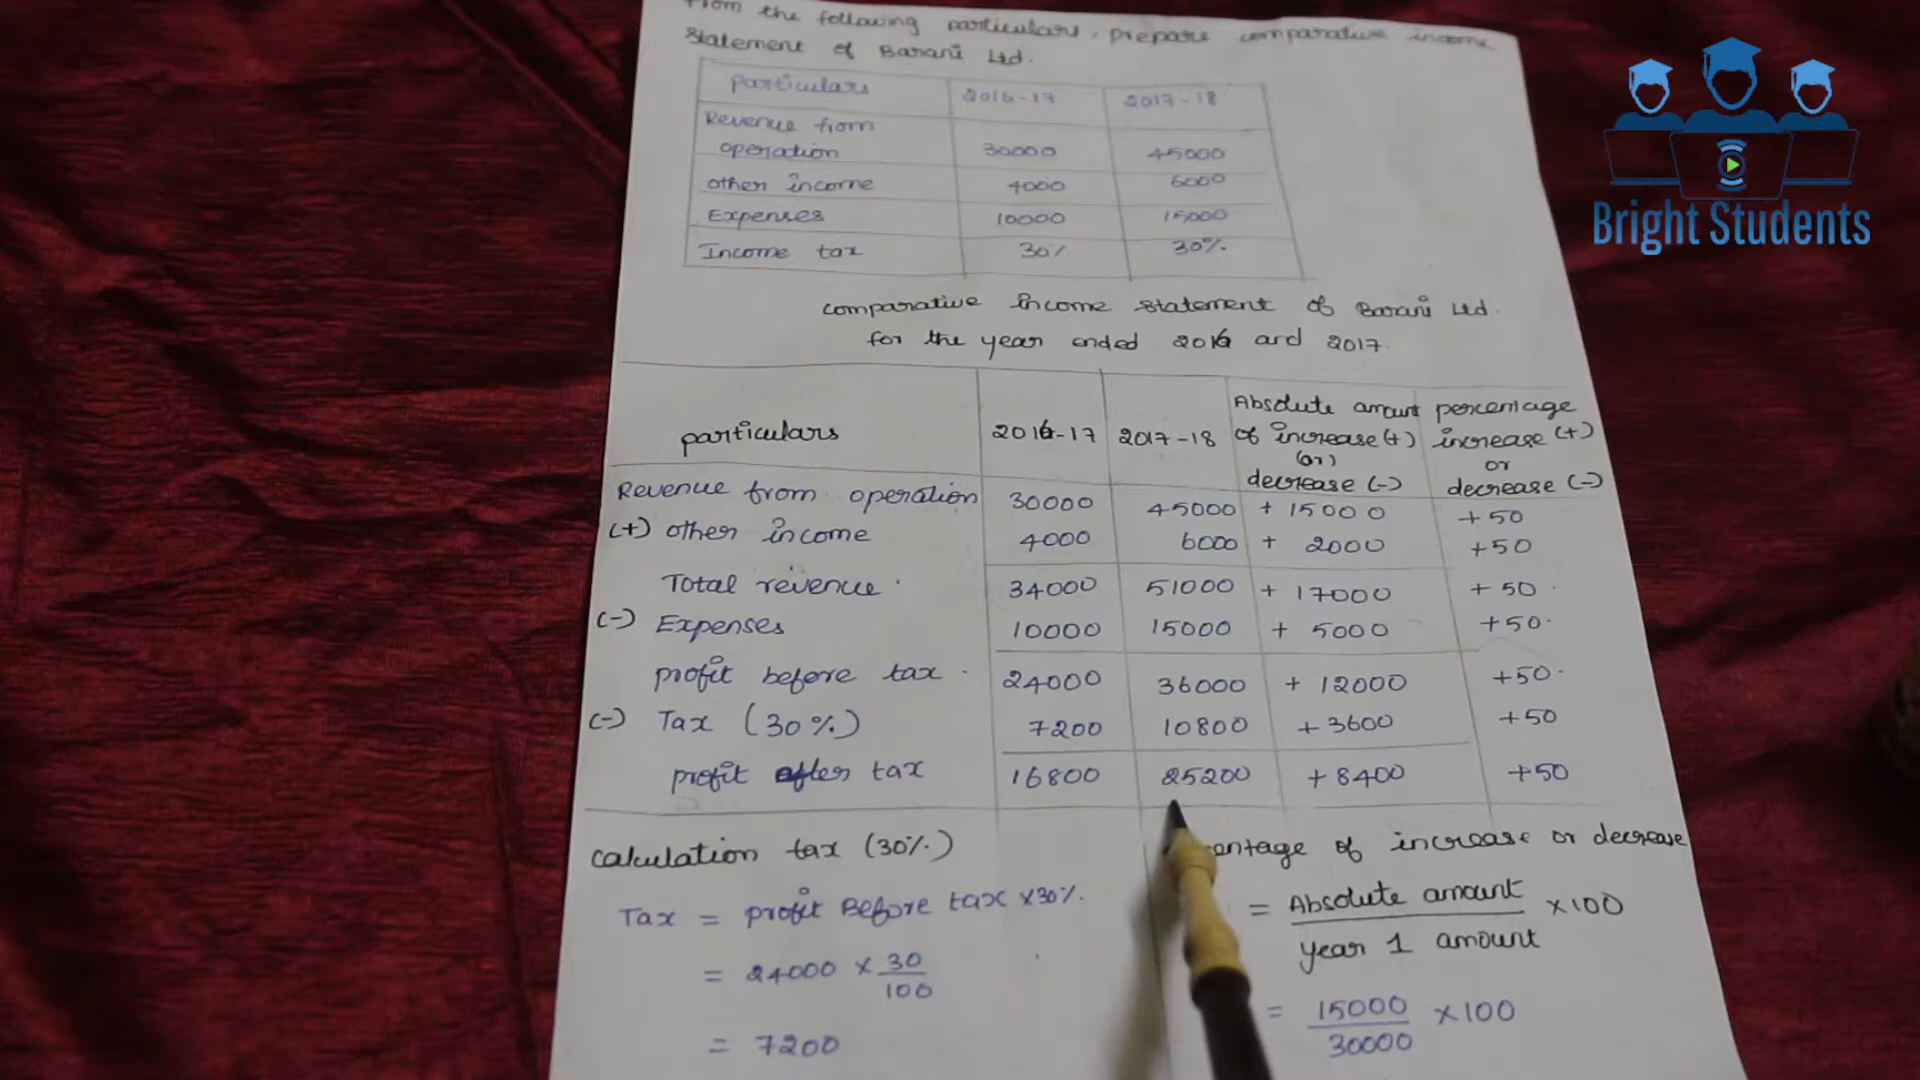 From the following particulars, prepare comparative income
Statement of Barani Ltd.
particulars 2016-17 2017-18
Revenue from
operation 30000 45000
other income 4000 6000
Expenses 10000 15000
Income tax 30% 30%
comparative income statement of Barani Ltd.
for the year ended 2016 and 2017.
particulars 2016-17 2017-18 Absolute amount of increase (+) (or) decrease (-) percentage increase (+) or decrease (-)
Revenue from operation 30000 45000 + 15000 +50
(+) other income 4000 6000 + 2000 +50
Total revenue 34000 51000 + 17000 +50
(-) Expenses 10000 15000 + 5000 +50
profit before tax 24000 36000 + 12000 +50
(-) Tax (30%) 7200 10800 +3600 +50
profit after tax 16800 25200 +8400 +50
calculation tax (30%)
Tax = profit Before tax ×30%.
= 24000 × 30/100
= 7200
of increase or decrease
= Absolute amount / year 1 amount ×100
= 15000/30000 ×100
Bright Students